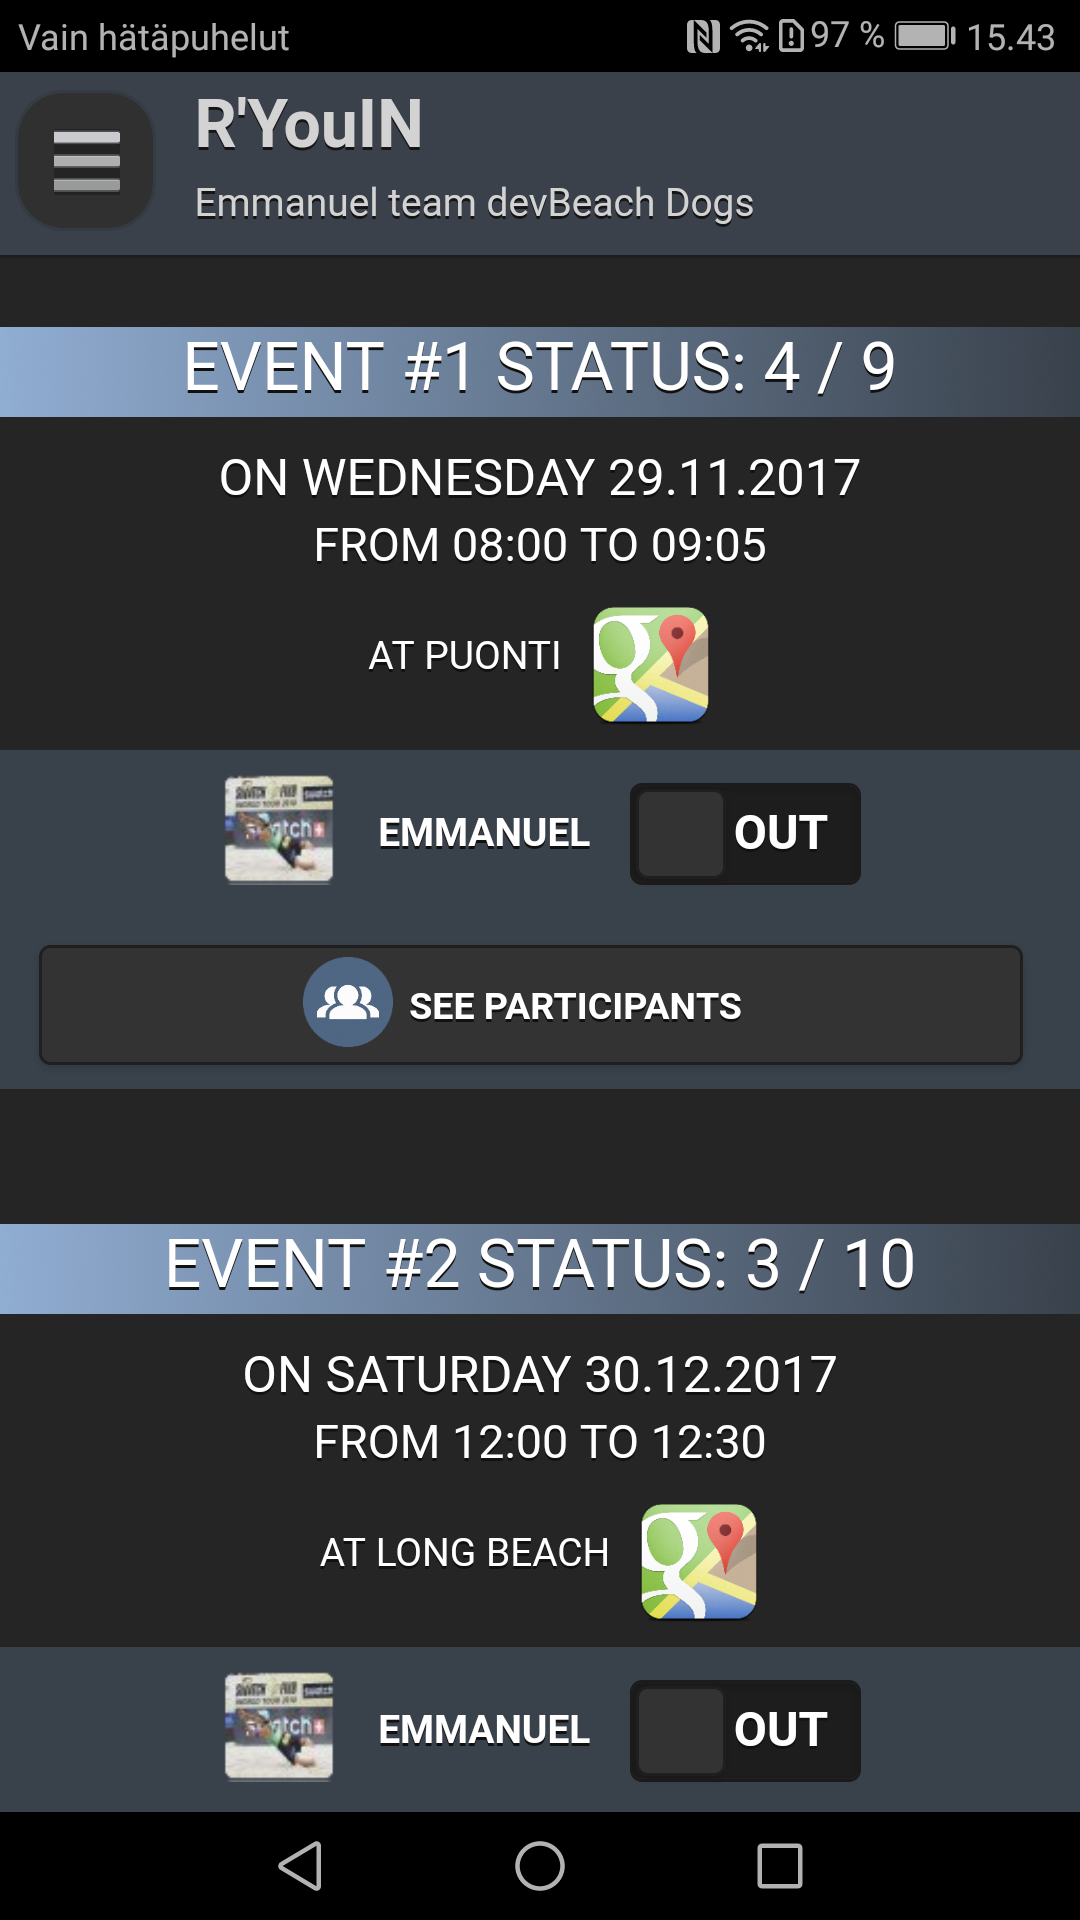 Vain hätäpuhelut 97 % 15.43
R'YouIN
Emmanuel team devBeach Dogs
EVENT #1 STATUS: 4 / 9
ON WEDNESDAY 29.11.2017
FROM 08:00 TO 09:05
AT PUONTI
EMMANUEL OUT
SEE PARTICIPANTS
EVENT #2 STATUS: 3 / 10
ON SATURDAY 30.12.2017
FROM 12:00 TO 12:30
AT LONG BEACH
EMMANUEL OUT